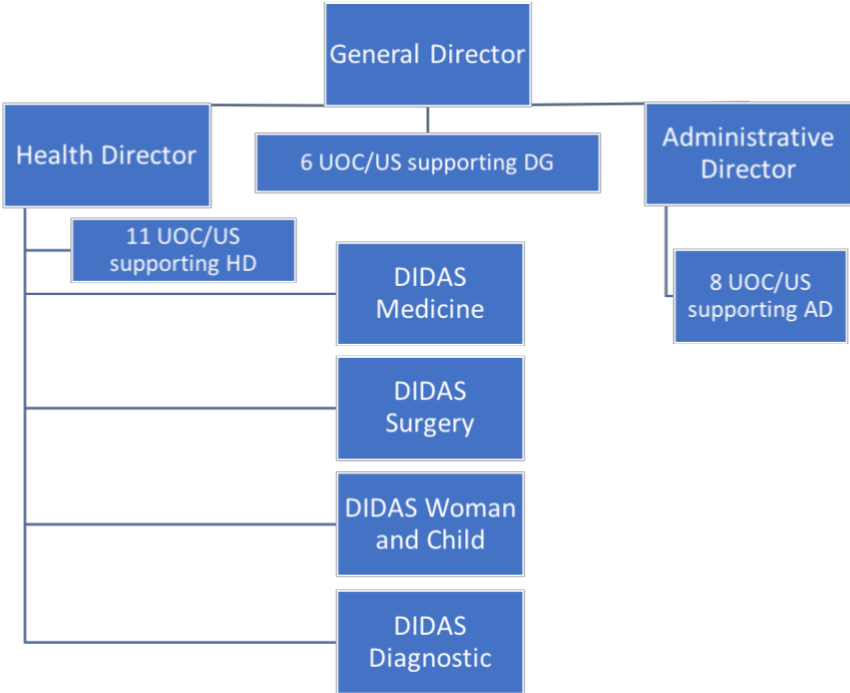 General Director
Health Director
6 UOC/US supporting DG
Administrative
Director
11 UOC/US
supporting HD
DIDAS
Medicine
8 UOC/US
supporting AD
DIDAS
Surgery
DIDAS Woman
and Child
DIDAS
Diagnostic